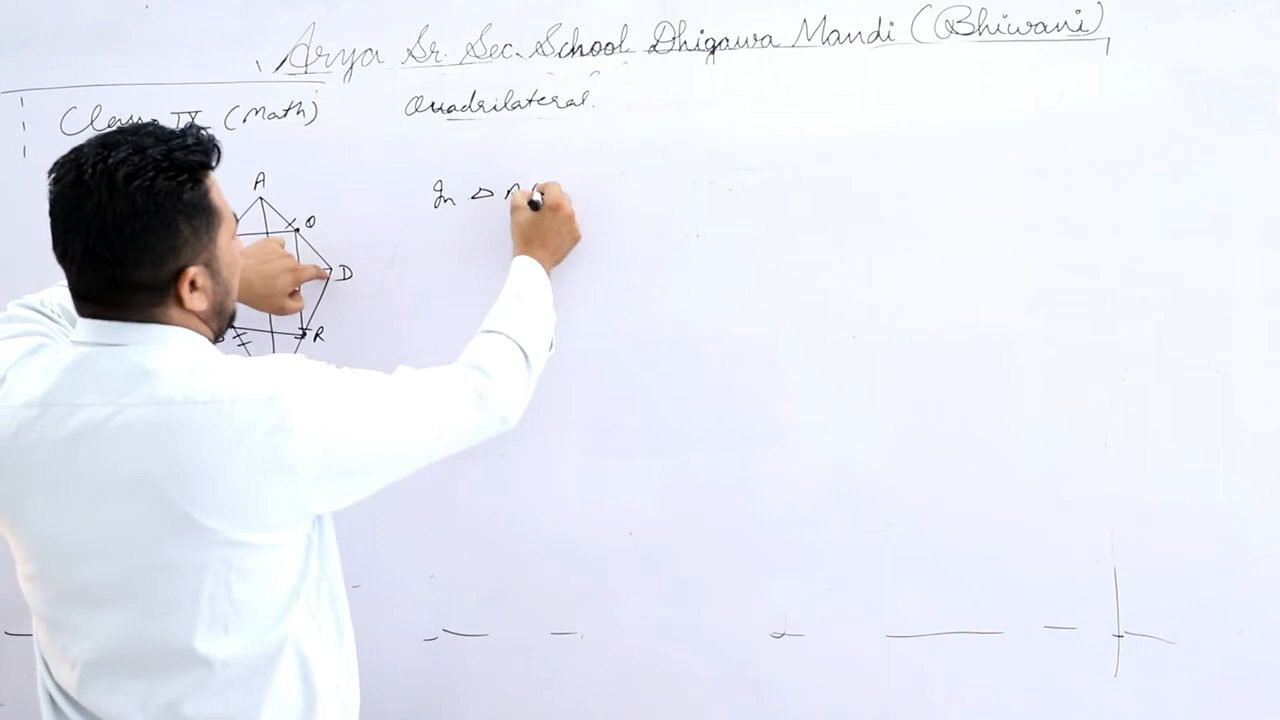 Arya Sr. Sec. School Dhigawa Mandi (Bhiwani)
Class IX (Math) Quadrilateral.
A
In Δ
D
R